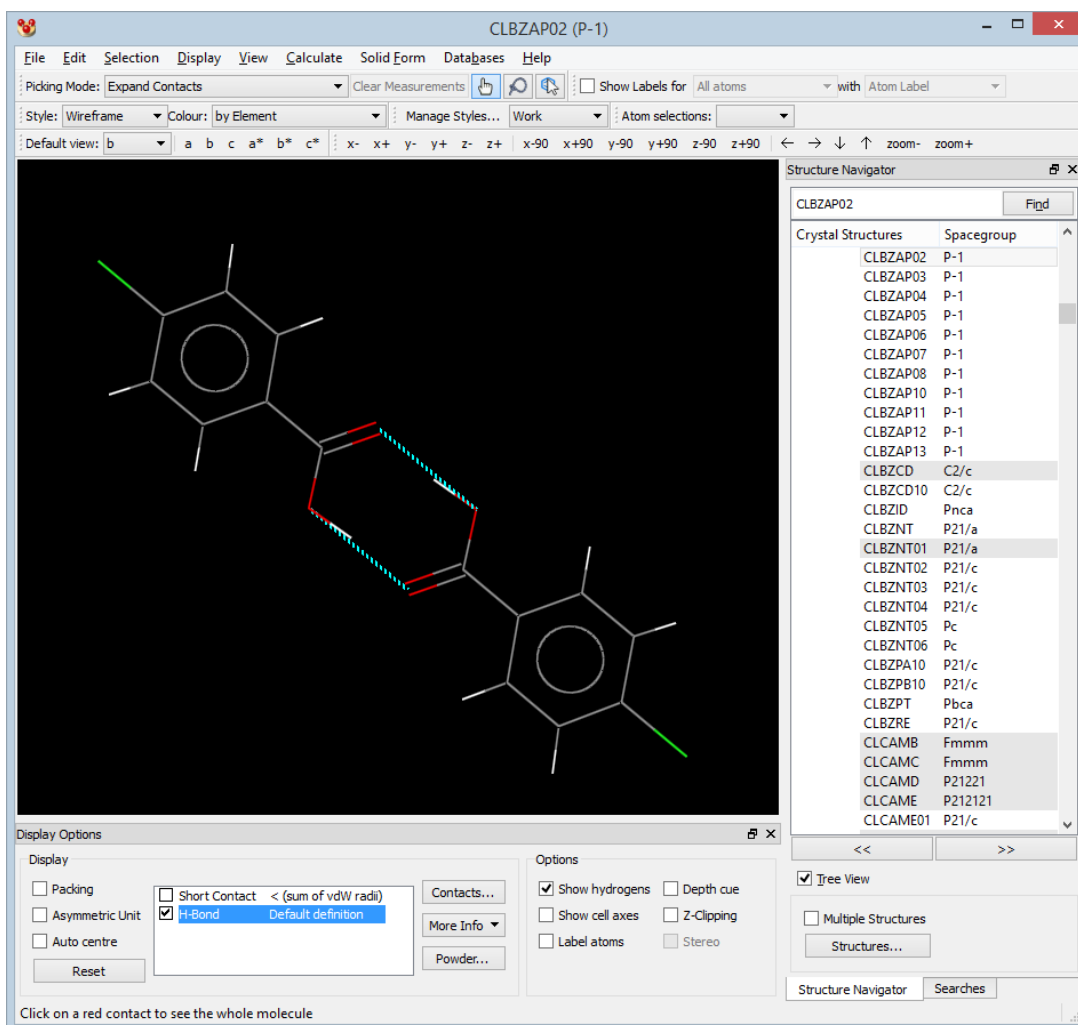 CLBZAP02 (P-1)
File Edit Selection Display View Calculate Solid Form Databases Help
Picking Mode: Expand Contacts Clear Measurements Show Labels for All atoms with Atom Label
Style: Wireframe Colour: by Element Manage Styles... Work Atom selections:
Default view: b a b c a* b* c* x- x+ y- y+ z- z+ x-90 x+90 y-90 y+90 z-90 z+90 ← → ↓ ↑ zoom- zoom+
Structure Navigator
CLBZAP02 Find
Crystal Structures Spacegroup
CLBZAP02 P-1
CLBZAP03 P-1
CLBZAP04 P-1
CLBZAP05 P-1
CLBZAP06 P-1
CLBZAP07 P-1
CLBZAP08 P-1
CLBZAP10 P-1
CLBZAP11 P-1
CLBZAP12 P-1
CLBZAP13 P-1
CLBZCD C2/c
CLBZCD10 C2/c
CLBZID Pnca
CLBZNT P21/a
CLBZNT01 P21/a
CLBZNT02 P21/c
CLBZNT03 P21/c
CLBZNT04 P21/c
CLBZNT05 Pc
CLBZNT06 Pc
CLBZPA10 P21/c
CLBZPB10 P21/c
CLBZPT Pbca
CLBZRE P21/c
CLCAMB Fmmm
CLCAMC Fmmm
CLCAMD P21221
CLCAME P212121
CLCAME01 P21/c
<< >>
Tree View
Multiple Structures
Structures...
Structure Navigator Searches
Display Options
Display
Packing
Asymmetric Unit
Auto centre
Reset
Short Contact < (sum of vdW radii)
H-Bond Default definition
Contacts...
More Info
Powder...
Options
Show hydrogens Depth cue
Show cell axes Z-Clipping
Label atoms Stereo
Click on a red contact to see the whole molecule